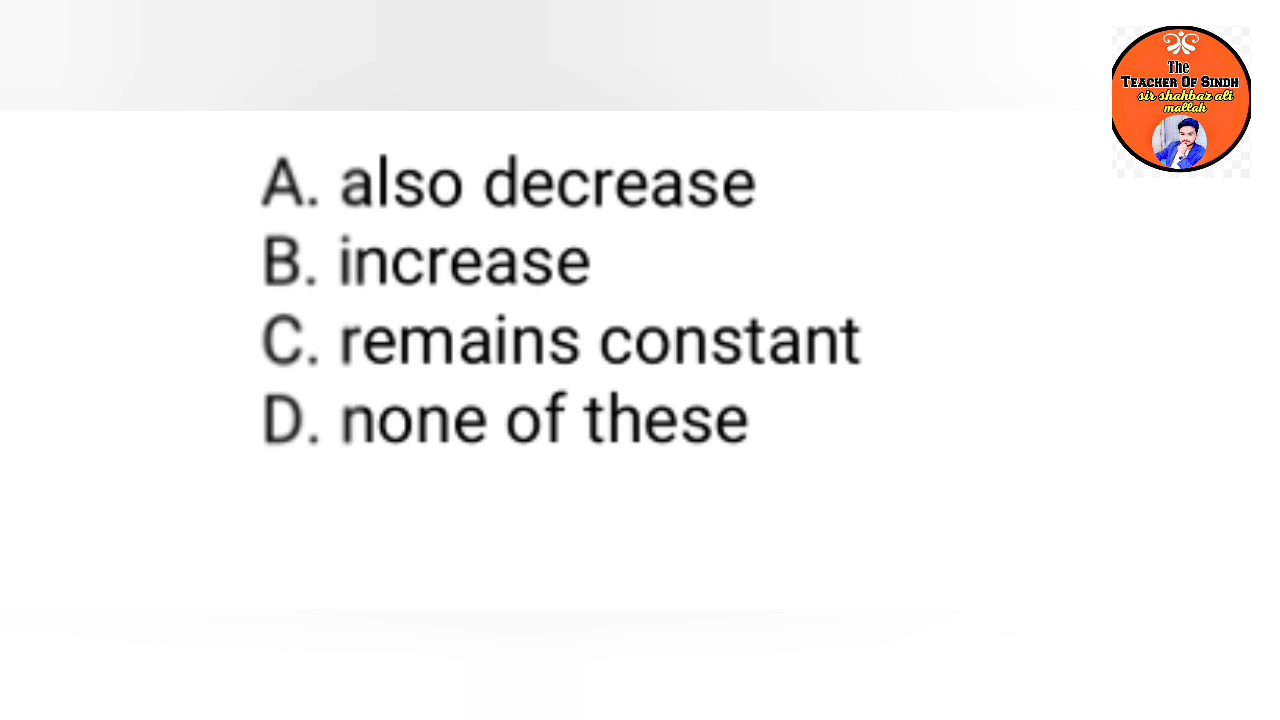 The
TEACHER OF SINDH
sir shahbaz ali
mallah
A. also decrease
B. increase
C. remains constant
D. none of these